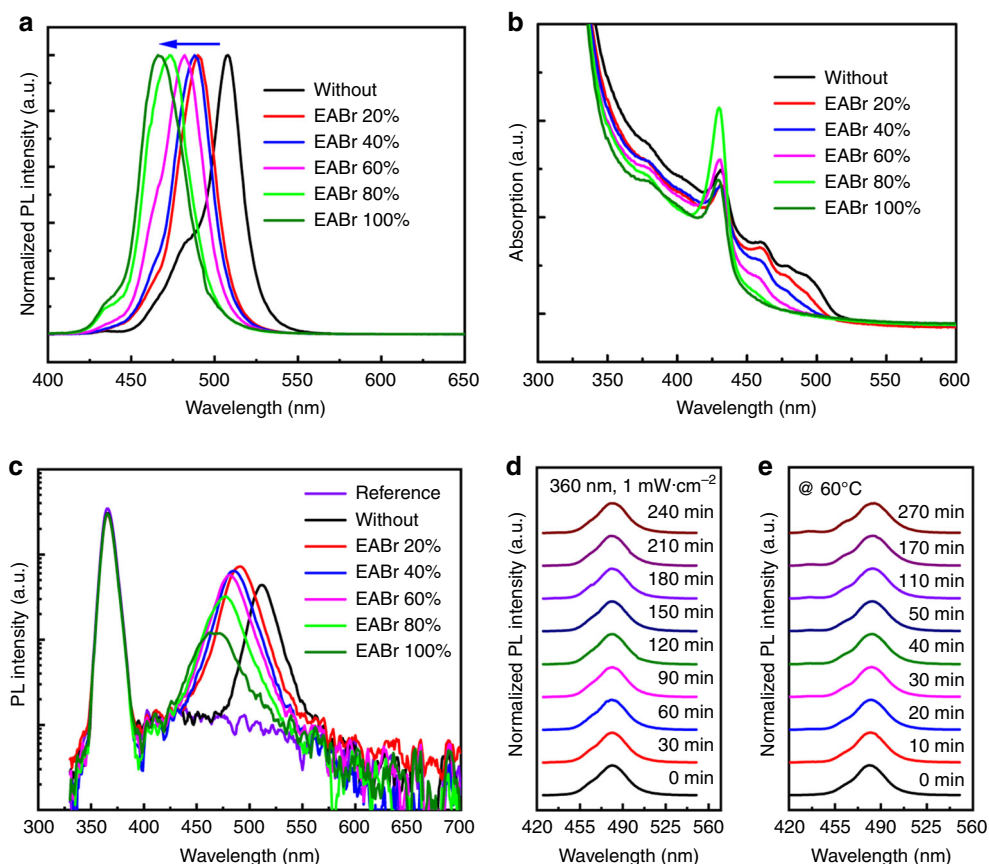 a
Normalized PL intensity (a.u.)
Without
EABr 20%
EABr 40%
EABr 60%
EABr 80%
EABr 100%
400 450 500 550 600 650
Wavelength (nm)
b
Absorption (a.u.)
Without
EABr 20%
EABr 40%
EABr 60%
EABr 80%
EABr 100%
300 350 400 450 500 550 600
Wavelength (nm)
c
PL intensity (a.u.)
Reference
Without
EABr 20%
EABr 40%
EABr 60%
EABr 80%
EABr 100%
300 350 400 450 500 550 600 650 700
Wavelength (nm)
d
Normalized PL intensity (a.u.)
360 nm, 1 mW·cm⁻²
240 min
210 min
180 min
150 min
120 min
90 min
60 min
30 min
0 min
420 455 490 525 560
Wavelength (nm)
e
Normalized PL intensity (a.u.)
@ 60°C
270 min
170 min
110 min
50 min
40 min
30 min
20 min
10 min
0 min
420 455 490 525 560
Wavelength (nm)